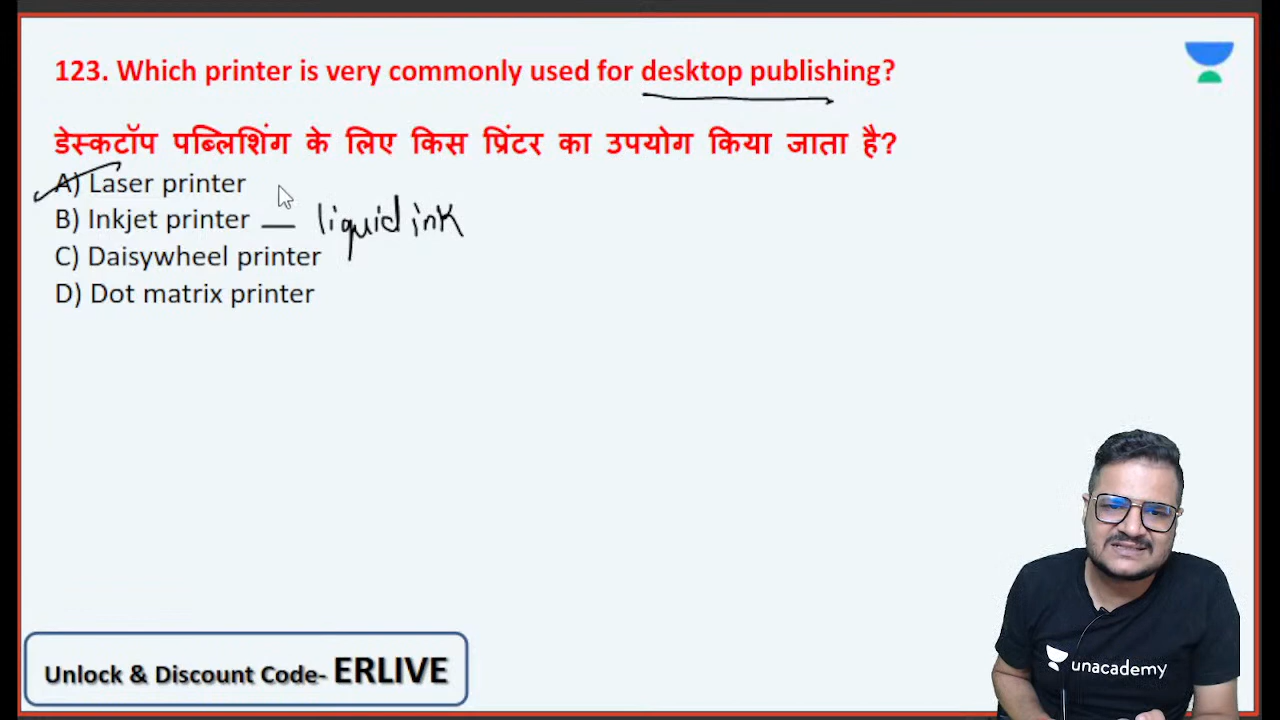 123. Which printer is very commonly used for desktop publishing?
डेस्कटॉप पब्लिशिंग के लिए किस प्रिंटर का उपयोग किया जाता है?
A) Laser printer
B) Inkjet printer — liquid ink
C) Daisywheel printer
D) Dot matrix printer
unacademy
Unlock & Discount Code- ERLIVE